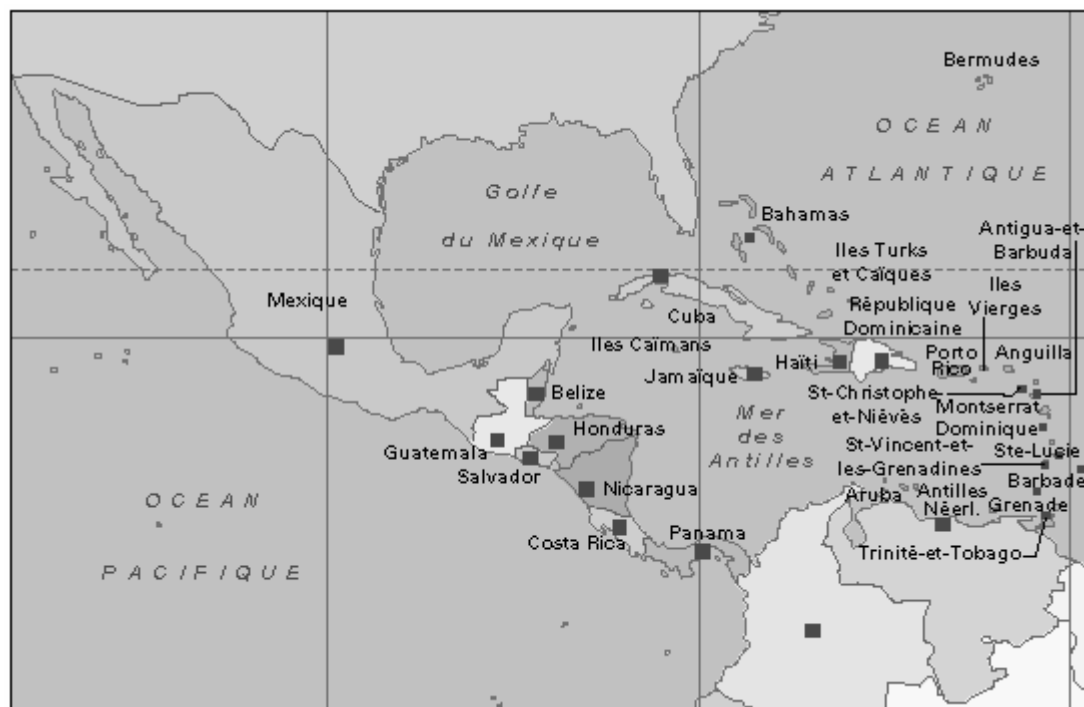 Bermudes
OCEAN
ATLANTIQUE
Golfe
du Mexique
Bahamas
Antigua-et-
Barbuda
Iles Turks
et Caïques
Iles
Vierges
Mexique
Cuba
République
Dominicaine
Iles Caïmans
Haïti
Porto
Rico
Anguilla
Jamaïque
Belize
St-Christophe
et-Nièvès
Montserrat
Mer
des
Antilles
Dominique
Honduras
Guatemala
Salvador
St-Vincent-et-
les-Grenadines
Ste-Lucie
Barbade
Nicaragua
Aruba
Antilles
Néerl.
Grenade
OCEAN
PACIFIQUE
Costa Rica
Panama
Trinité-et-Tobago